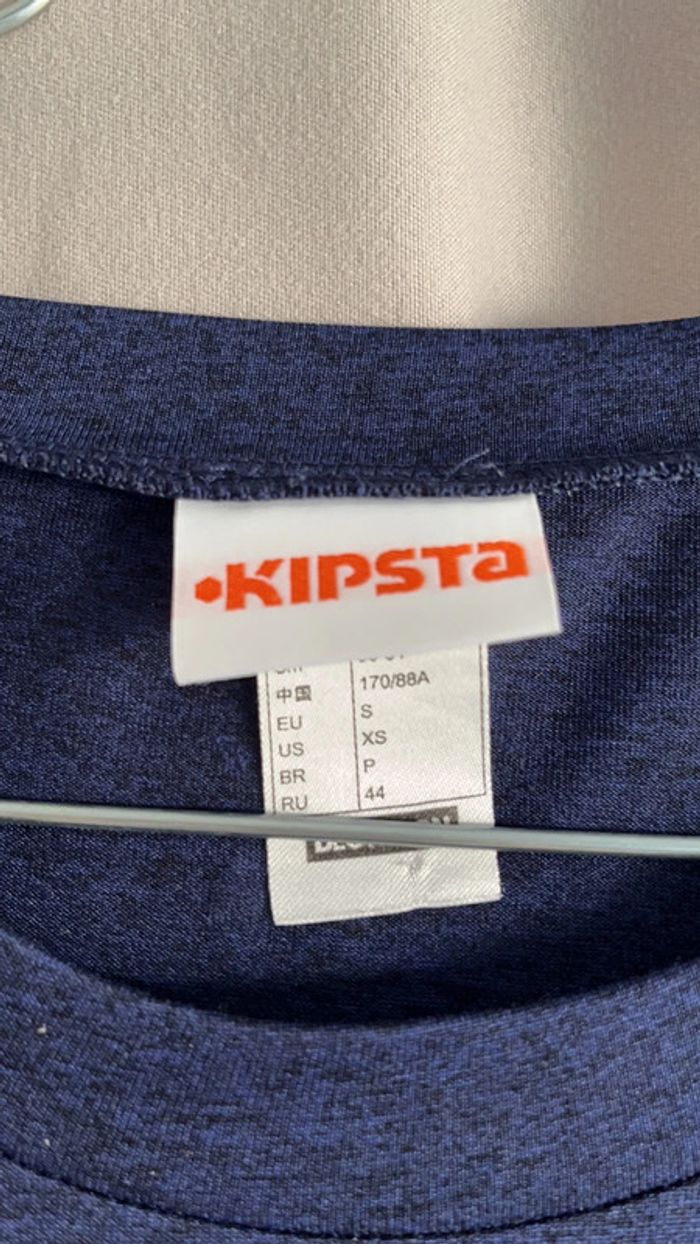 KIPSTA
中国 170/88A
EU S
US XS
BR P
RU 44